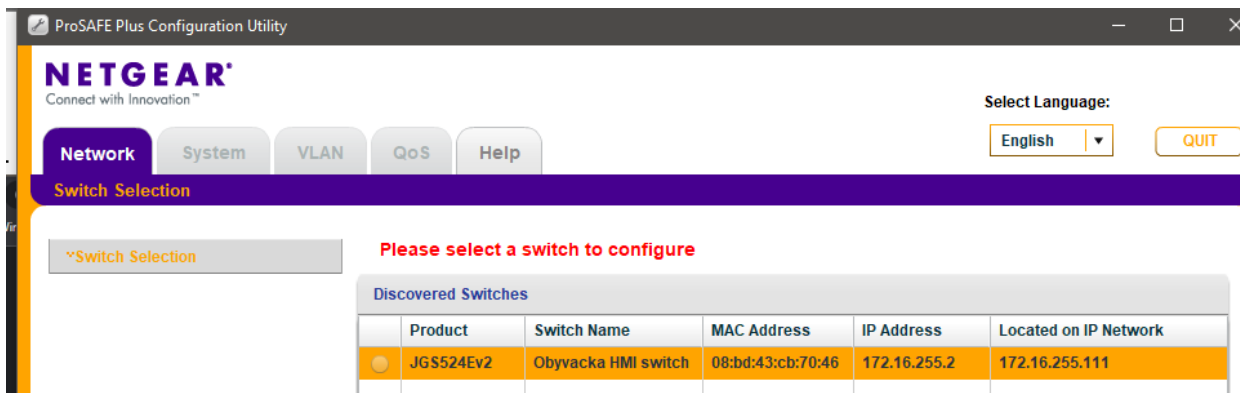 ProSAFE Plus Configuration Utility
NETGEAR®
Connect with Innovation™
Select Language:
English
QUIT
Network System VLAN QoS Help
Switch Selection
Switch Selection
Please select a switch to configure
Discovered Switches
Product Switch Name MAC Address IP Address Located on IP Network
JGS524Ev2 Obyvacka HMI switch 08:bd:43:cb:70:46 172.16.255.2 172.16.255.111